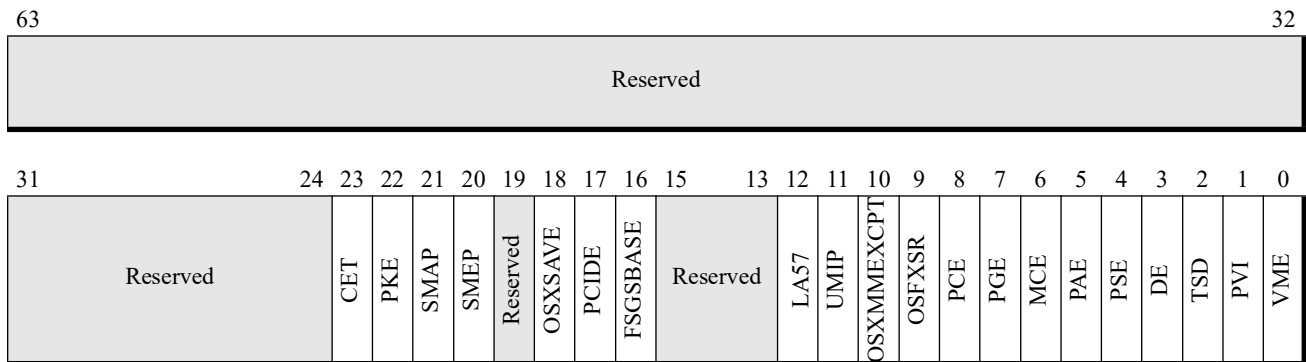 63 32
Reserved
31 24 23 22 21 20 19 18 17 16 15 13 12 11 10 9 8 7 6 5 4 3 2 1 0
Reserved CET PKE SMAP SMEP Reserved OSXSAVE PCIDE FSGSBASE Reserved LA57 UMIP OSXMMEXCPT OSFXSR PCE PGE MCE PAE PSE DE TSD PVI VME